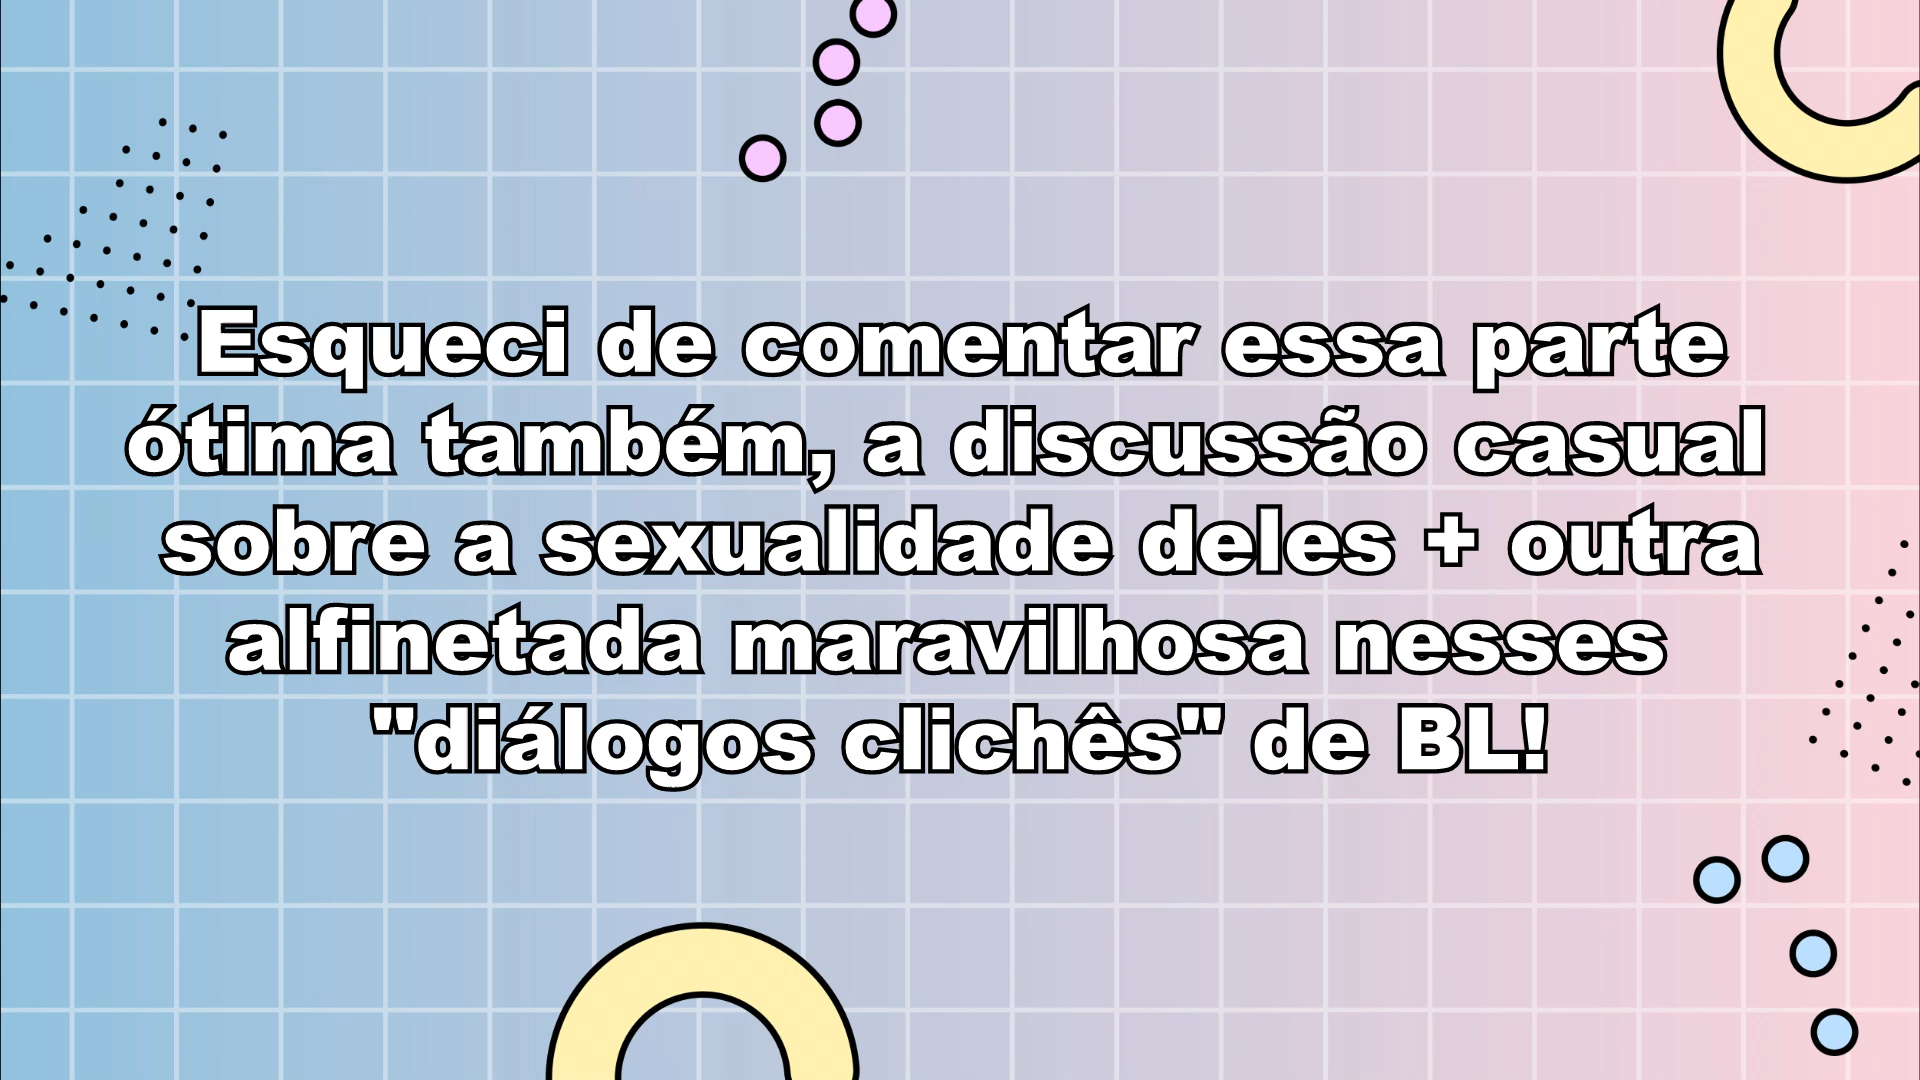 Esqueci de comentar essa parte
ótima também, a discussão casual
sobre a sexualidade deles + outra
alfinetada maravilhosa nesses
"diálogos clichês" de BL!